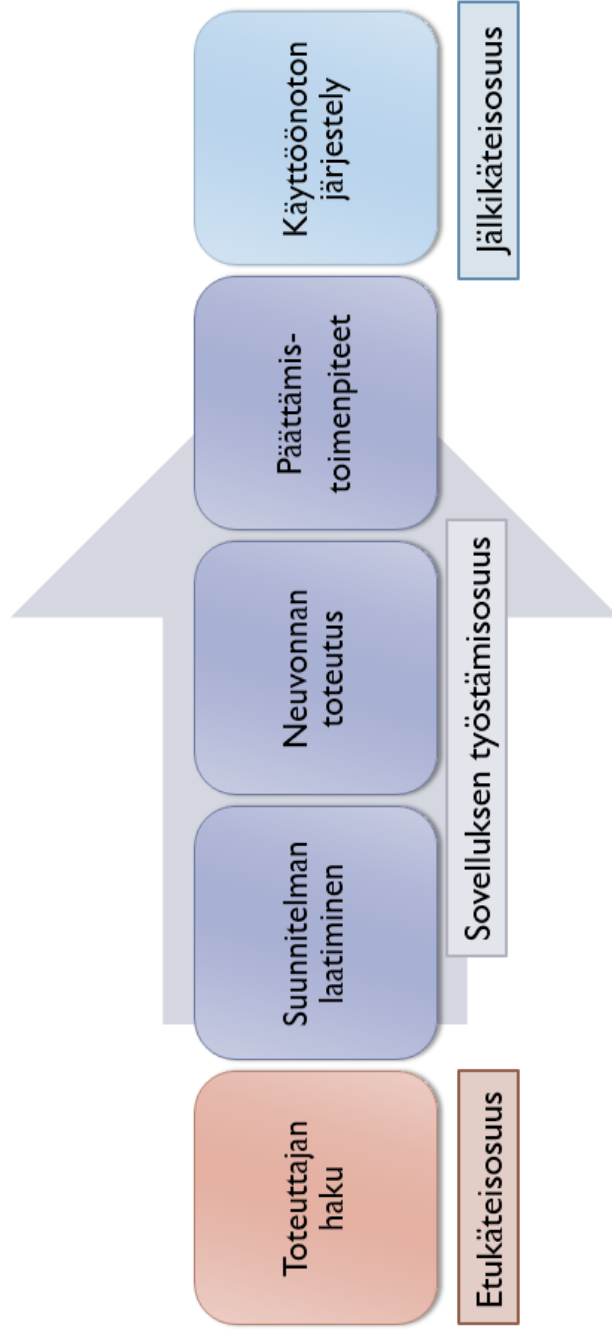 Toteuttajan
haku
Suunnitelman
laatiminen
Neuvonnan
toteutus
Päättämis-
toimenpiteet
Käyttöönoton
järjestely
Etukäteisosuus
Sovelluksen työstämisosuus
Jälkikäteisosuus